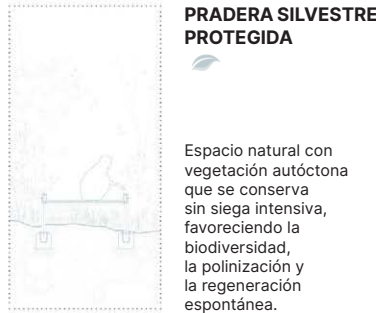 PRADERA SILVESTRE
PROTEGIDA
Espacio natural con
vegetación autóctona
que se conserva
sin siega intensiva,
favoreciendo la
biodiversidad,
la polinización y
la regeneración
espontánea.